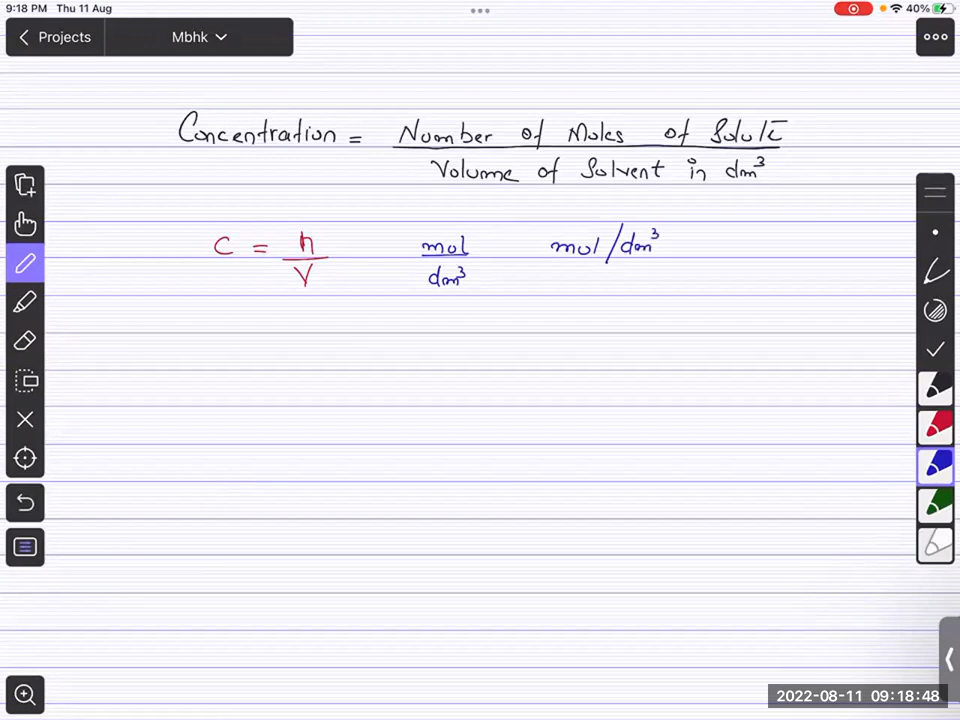 9:18 PM Thu 11 Aug
40%
Projects
Mbhk
Concentration = Number of Moles of Solute
Volume of Solvent in dm³
C = n
V
mol
dm³
mol/dm³
2022-08-11 09:18:48